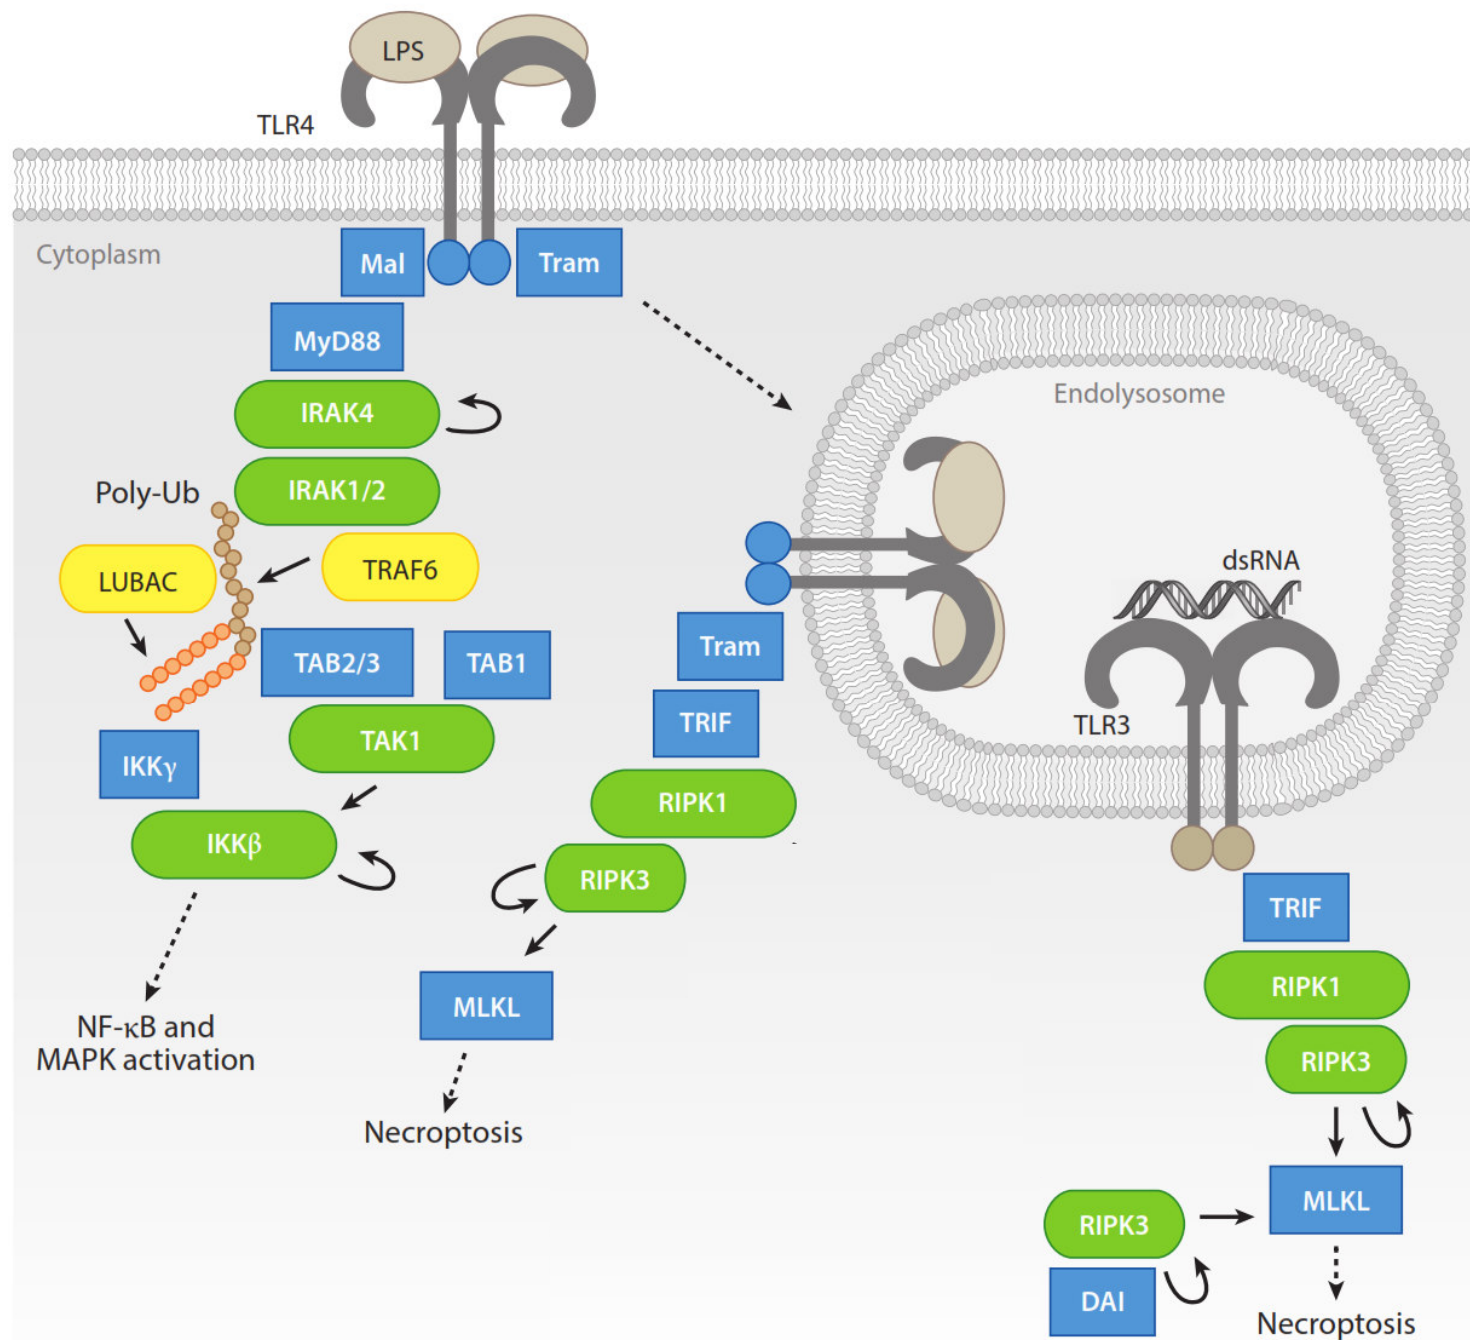 LPS
TLR4
Cytoplasm
Mal
Tram
MyD88
Endolysosome
IRAK4
IRAK1/2
Poly-Ub
LUBAC
TRAF6
dsRNA
TAB2/3
TAB1
Tram
TLR3
TRIF
TAK1
IKKγ
RIPK1
IKKβ
RIPK3
TRIF
MLKL
RIPK1
NF-κB and
MAPK activation
RIPK3
Necroptosis
MLKL
RIPK3
DAI
Necroptosis